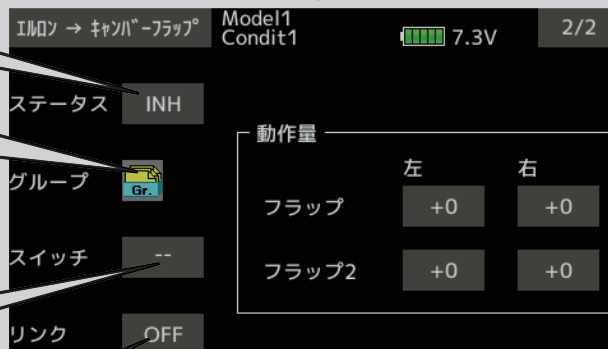 ｴﾙﾛﾝ → ｷｬﾝﾊﾞｰﾌﾗｯﾌﾟ
Model1
Condit1
7.3V
2/2
ステータス INH
動作量
左 右
グループ Gr.
フラップ +0 +0
スイッチ --
フラップ2 +0 +0
リンク OFF